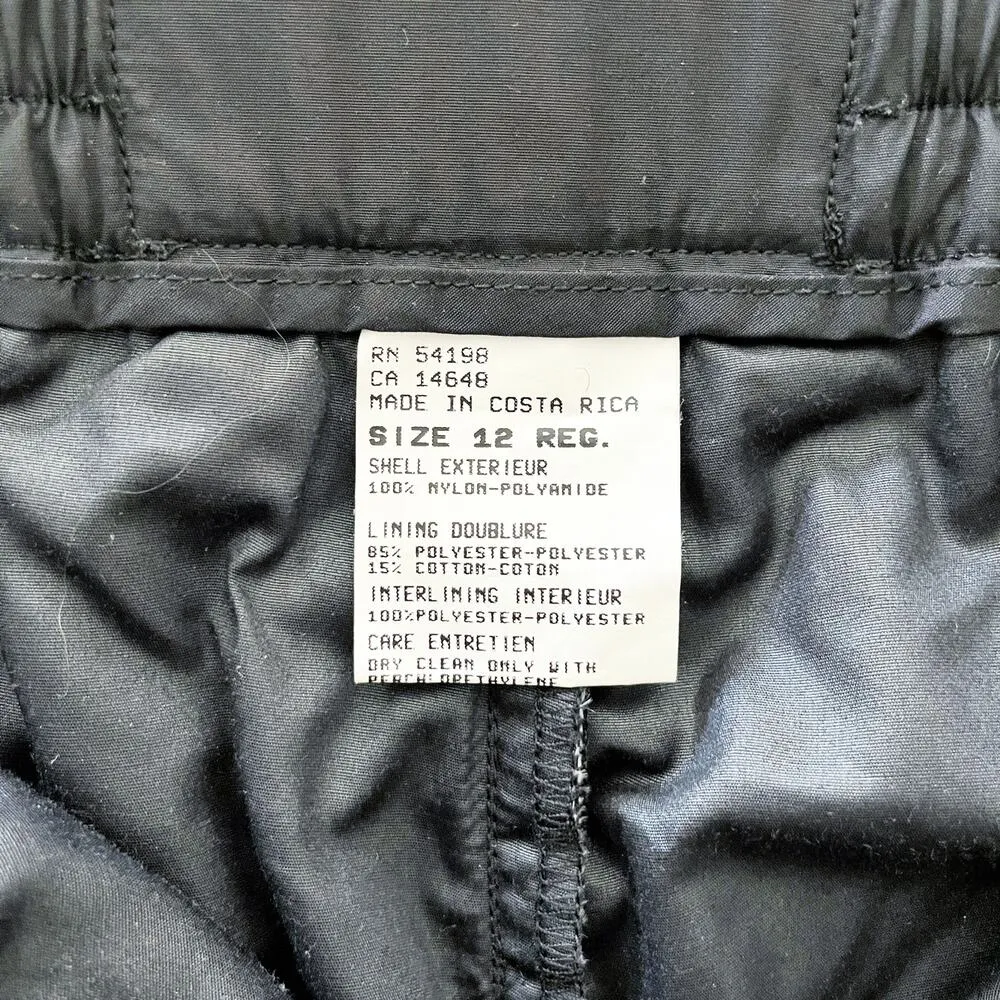 RN 54198
CA 14648
MADE IN COSTA RICA
SIZE 12 REG.
SHELL EXTERIEUR
100% NYLON-POLYAMIDE
LINING DOUBLURE
85% POLYESTER-POLYESTER
15% COTTON-COTON
INTERLINING INTERIEUR
100%POLYESTER-POLYESTER
CARE ENTRETIEN
DRY CLEAN ONLY WITH
PERCHLORETHYLENE